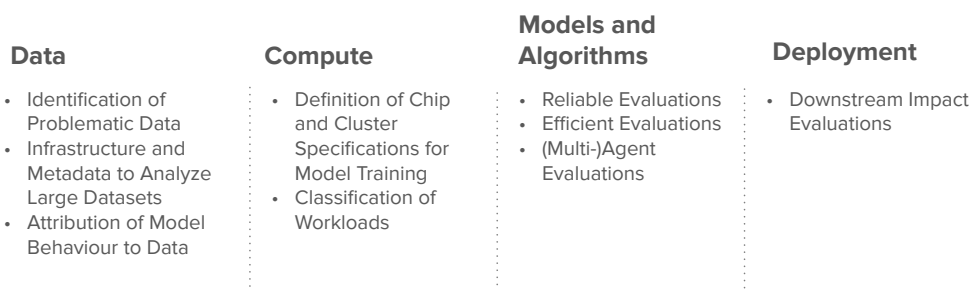 Data
• Identification of
Problematic Data
• Infrastructure and
Metadata to Analyze
Large Datasets
• Attribution of Model
Behaviour to Data
Compute
• Definition of Chip
and Cluster
Specifications for
Model Training
• Classification of
Workloads
Models and
Algorithms
• Reliable Evaluations
• Efficient Evaluations
• (Multi-)Agent
Evaluations
Deployment
• Downstream Impact
Evaluations